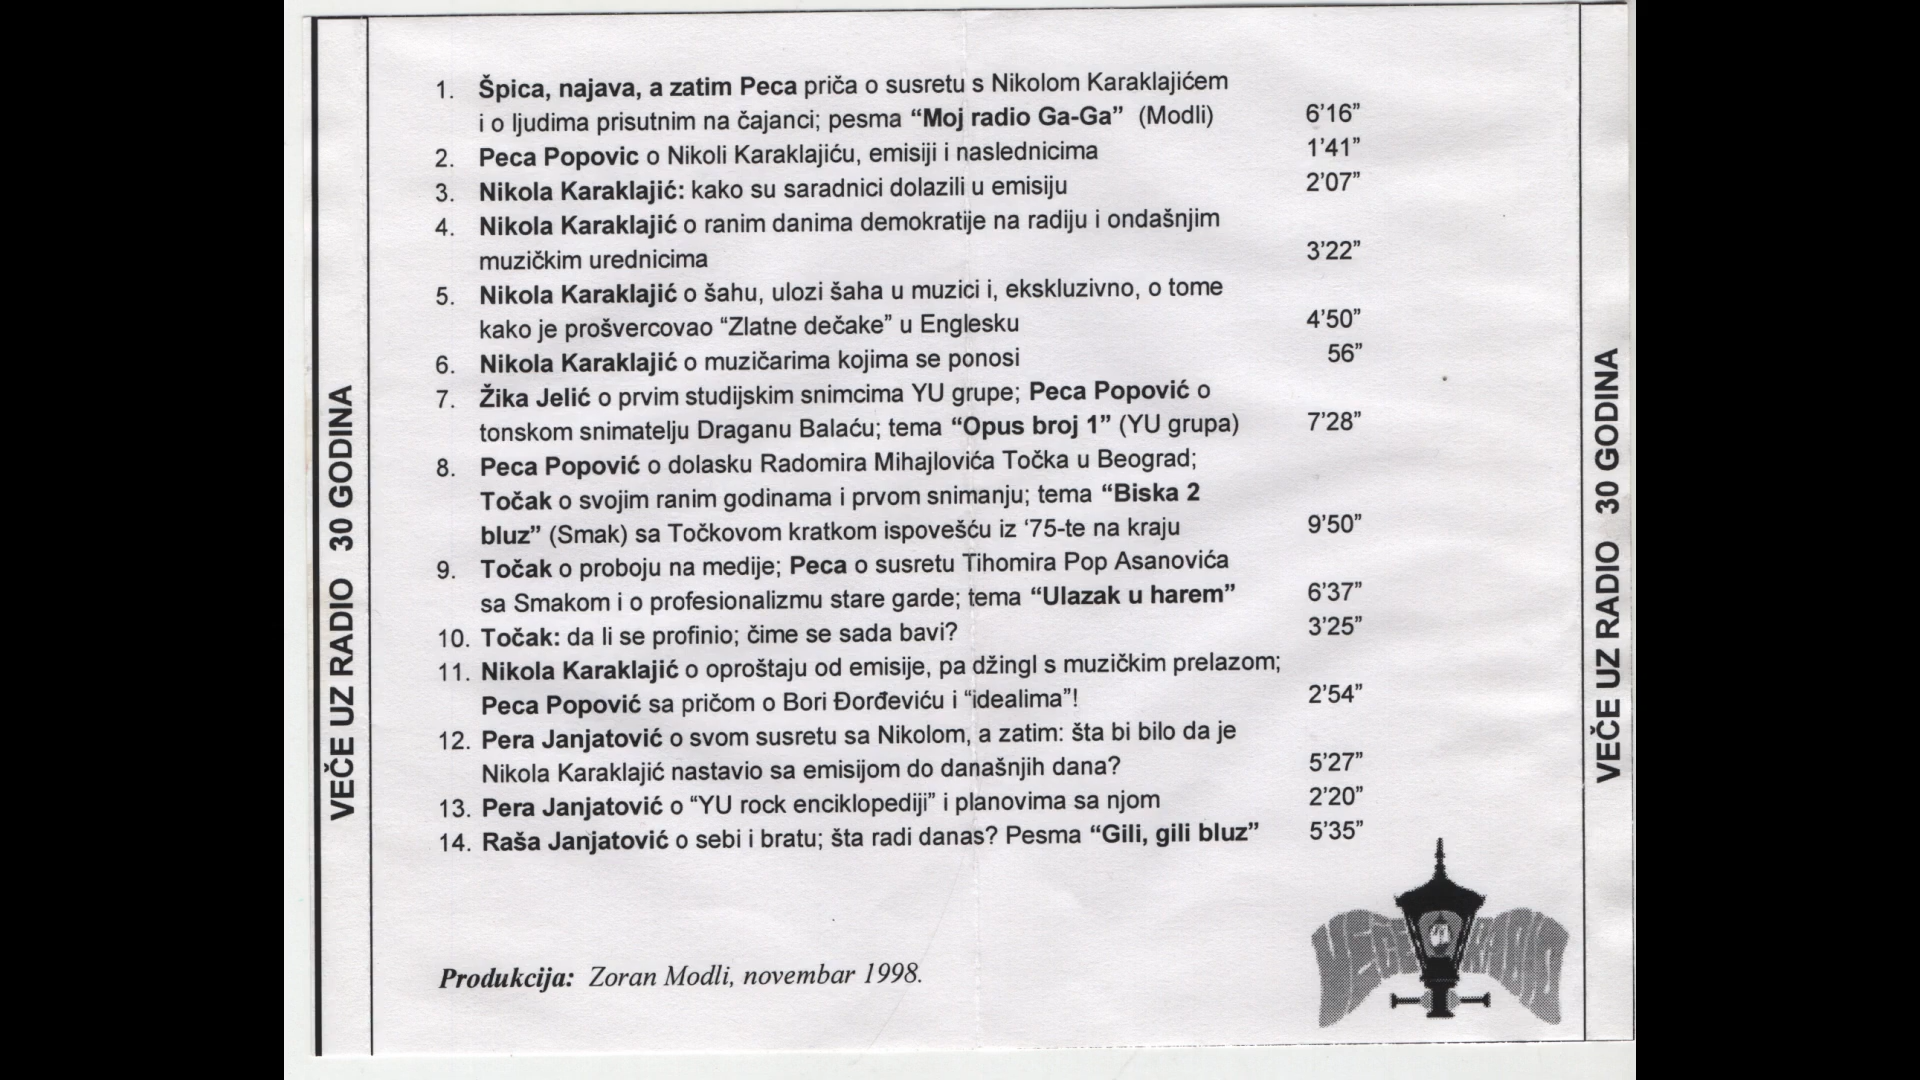 VEČE UZ RADIO 30 GODINA
1. Špica, najava, a zatim Peca priča o susretu s Nikolom Karaklajićem
i o ljudima prisutnim na čajanci; pesma “Moj radio Ga-Ga” (Modli) 6’16”
2. Peca Popovic o Nikoli Karaklajiću, emisiji i naslednicima 1’41”
3. Nikola Karaklajić: kako su saradnici dolazili u emisiju 2’07”
4. Nikola Karaklajić o ranim danima demokratije na radiju i ondašnjim
muzičkim urednicima 3’22”
5. Nikola Karaklajić o šahu, ulozi šaha u muzici i, ekskluzivno, o tome
kako je prošvercovao “Zlatne dečake” u Englesku 4’50”
6. Nikola Karaklajić o muzičarima kojima se ponosi 56”
7. Žika Jelić o prvim studijskim snimcima YU grupe; Peca Popović o
tonskom snimatelju Draganu Balaću; tema “Opus broj 1” (YU grupa) 7’28”
8. Peca Popović o dolasku Radomira Mihajlovića Točka u Beograd;
Točak o svojim ranim godinama i prvom snimanju; tema “Biska 2
bluz” (Smak) sa Točkovom kratkom ispovešću iz ‘75-te na kraju 9’50”
9. Točak o proboju na medije; Peca o susretu Tihomira Pop Asanovića
sa Smakom i o profesionalizmu stare garde; tema “Ulazak u harem” 6’37”
10. Točak: da li se profinio; čime se sada bavi? 3’25”
11. Nikola Karaklajić o oproštaju od emisije, pa džingl s muzičkim prelazom;
Peca Popović sa pričom o Bori Đorđeviću i “idealima”! 2’54”
12. Pera Janjatović o svom susretu sa Nikolom, a zatim: šta bi bilo da je
Nikola Karaklajić nastavio sa emisijom do današnjih dana? 5’27”
13. Pera Janjatović o “YU rock enciklopediji” i planovima sa njom 2’20”
14. Raša Janjatović o sebi i bratu; šta radi danas? Pesma “Gili, gili bluz” 5’35”
Produkcija: Zoran Modli, novembar 1998.
VEČE RADIO
VEČE UZ RADIO 30 GODINA